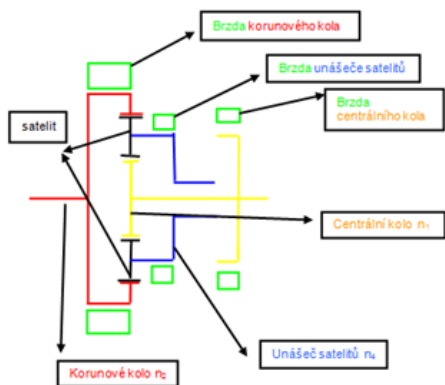 Brzda korunového kola
Brzda unášeče satelitů
Brzda
centrálního kola
satelit
Centrální kolo n₁
Unášeč satelitů n₄
Korunové kolo n₂